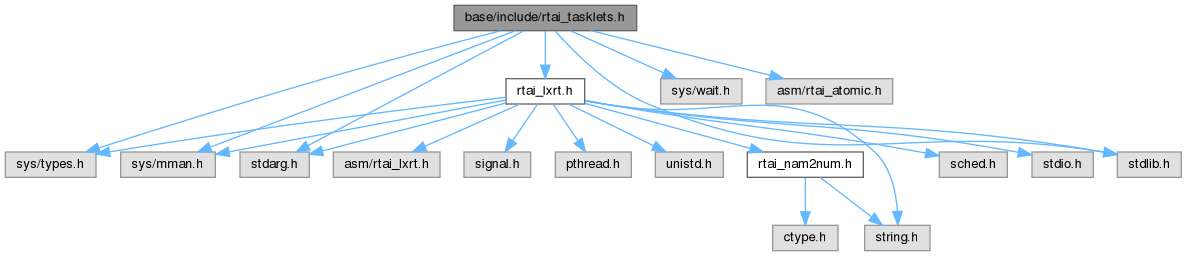 base/include/rtai_tasklets.h
rtai_lxrt.h
sys/wait.h
asm/rtai_atomic.h
sys/types.h
sys/mman.h
stdarg.h
asm/rtai_lxrt.h
signal.h
pthread.h
unistd.h
rtai_nam2num.h
sched.h
stdio.h
stdlib.h
ctype.h
string.h